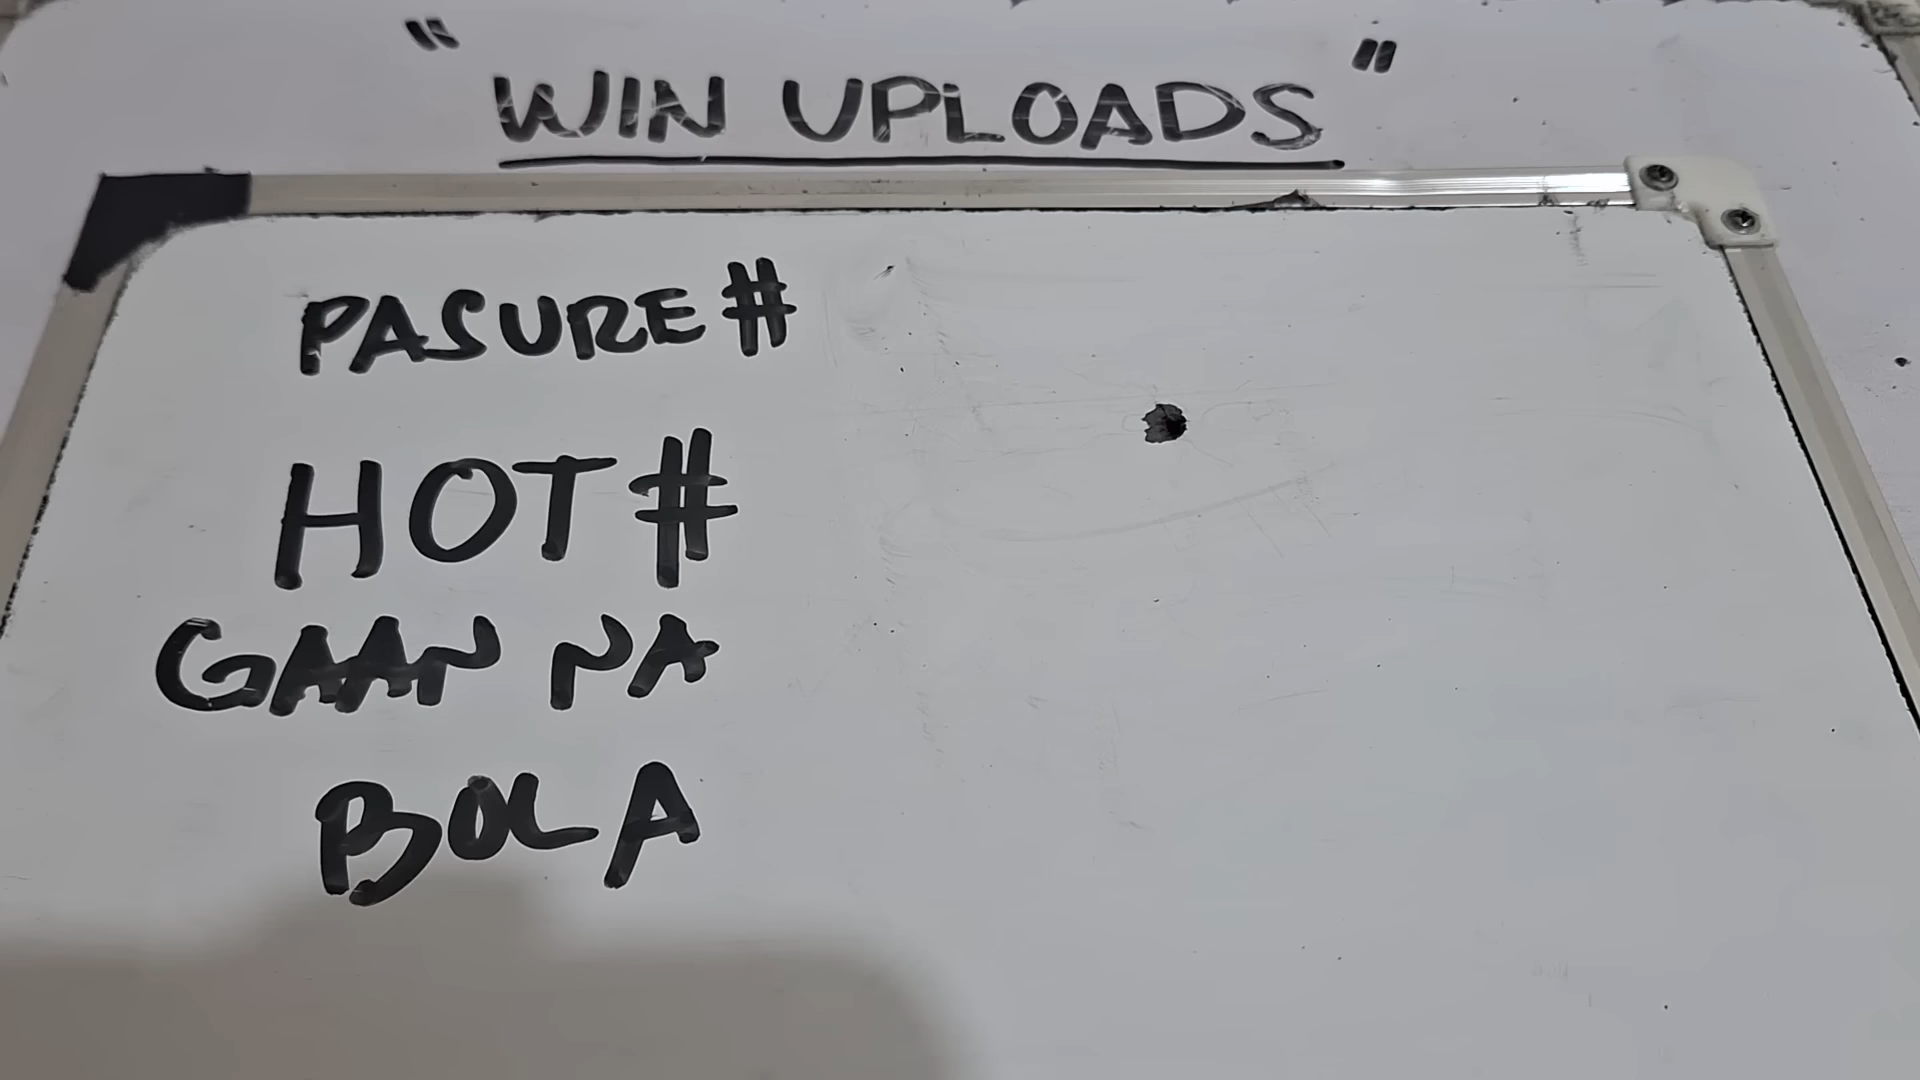 "WIN UPLOADS"
PASURE #
HOT #
GAAN NA
BOLA